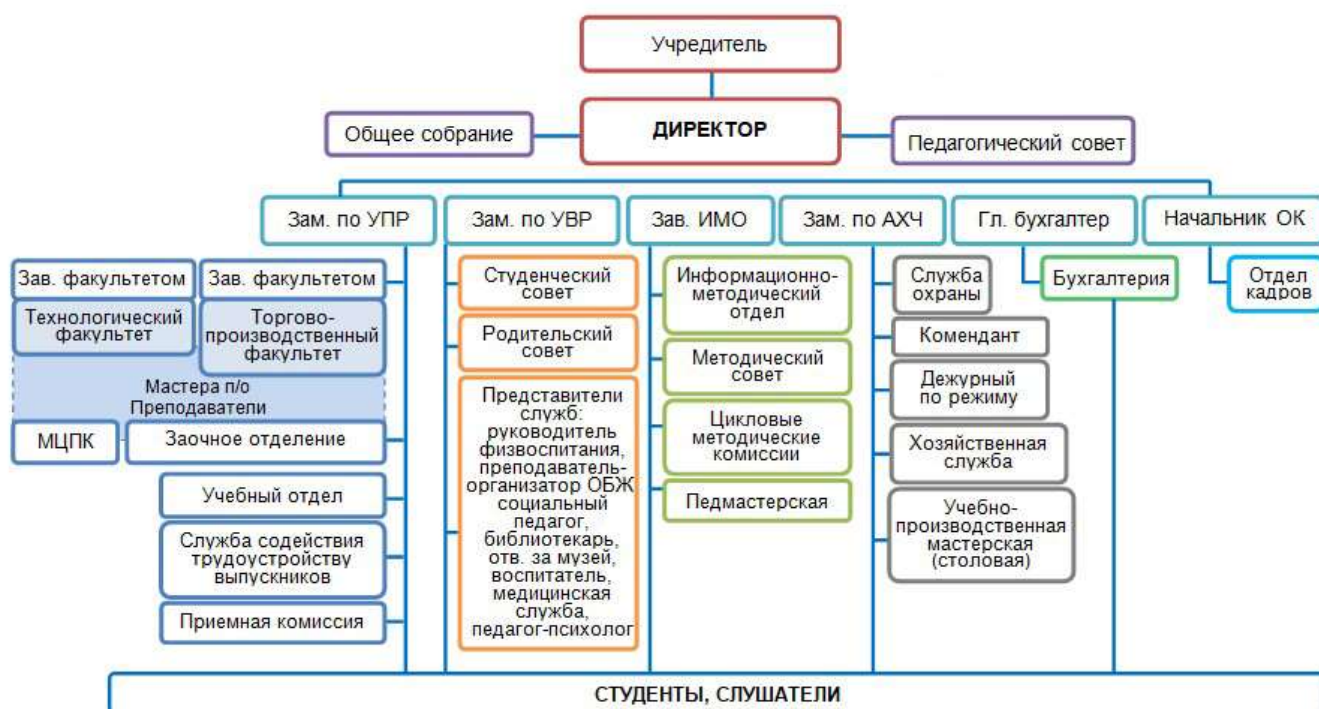 Учредитель
ДИРЕКТОР
Общее собрание
Педагогический совет
Зам. по УПР
Зам. по УВР
Зав. ИМО
Зам. по АХЧ
Гл. бухгалтер
Начальник ОК
Зав. факультетом
Зав. факультетом
Технологический
факультет
Торгово-
производственный
факультет
Мастера п/о
Преподаватели
МЦПК
Заочное отделение
Учебный отдел
Служба содействия
трудоустройству
выпускников
Приемная комиссия
Студенческий
совет
Родительский
совет
Представители
служб:
руководитель
физвоспитания,
преподаватель-
организатор ОБЖ
социальный
педагог,
библиотекарь,
отв. за музей,
воспитатель,
медицинская
служба,
педагог-психолог
Информационно-
методический
отдел
Методический
совет
Цикловые
методические
комиссии
Педмастерская
Служба
охраны
Комендант
Дежурный
по режиму
Хозяйственная
служба
Учебно-
производственная
мастерская
(столовая)
Бухгалтерия
Отдел
кадров
СТУДЕНТЫ, СЛУШАТЕЛИ